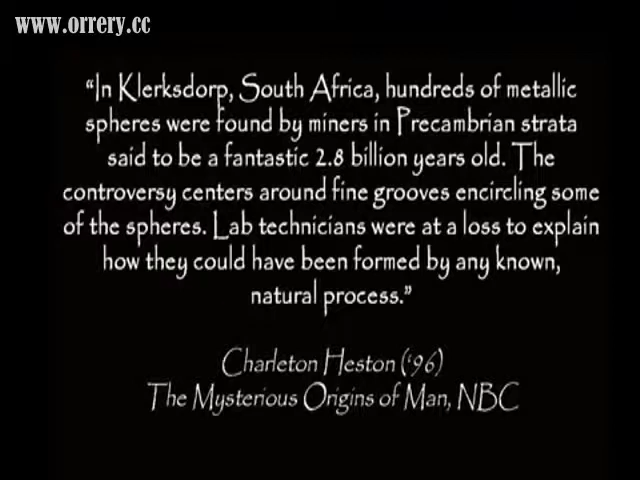 www.orrery.cc
“In Klerksdorp, South Africa, hundreds of metallic
spheres were found by miners in Precambrian strata
said to be a fantastic 2.8 billion years old. The
controversy centers around fine grooves encircling some
of the spheres. Lab technicians were at a loss to explain
how they could have been formed by any known,
natural process.”
Charleton Heston (‘96)
The Mysterious Origins of Man, NBC